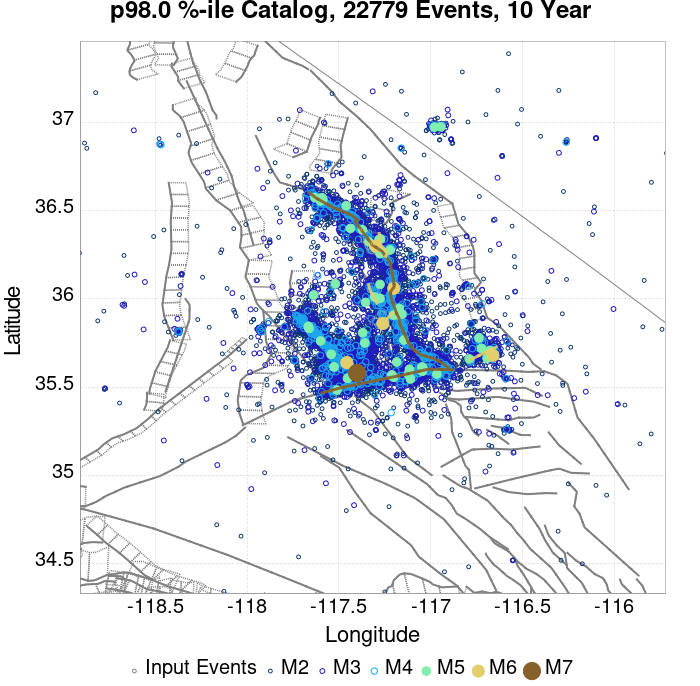 p98.0 %-ile Catalog, 22779 Events, 10 Year
37
36.5
36
35.5
35
34.5
Latitude
-118.5 -118 -117.5 -117 -116.5 -116
Longitude
Input Events M2 M3 M4 M5 M6 M7